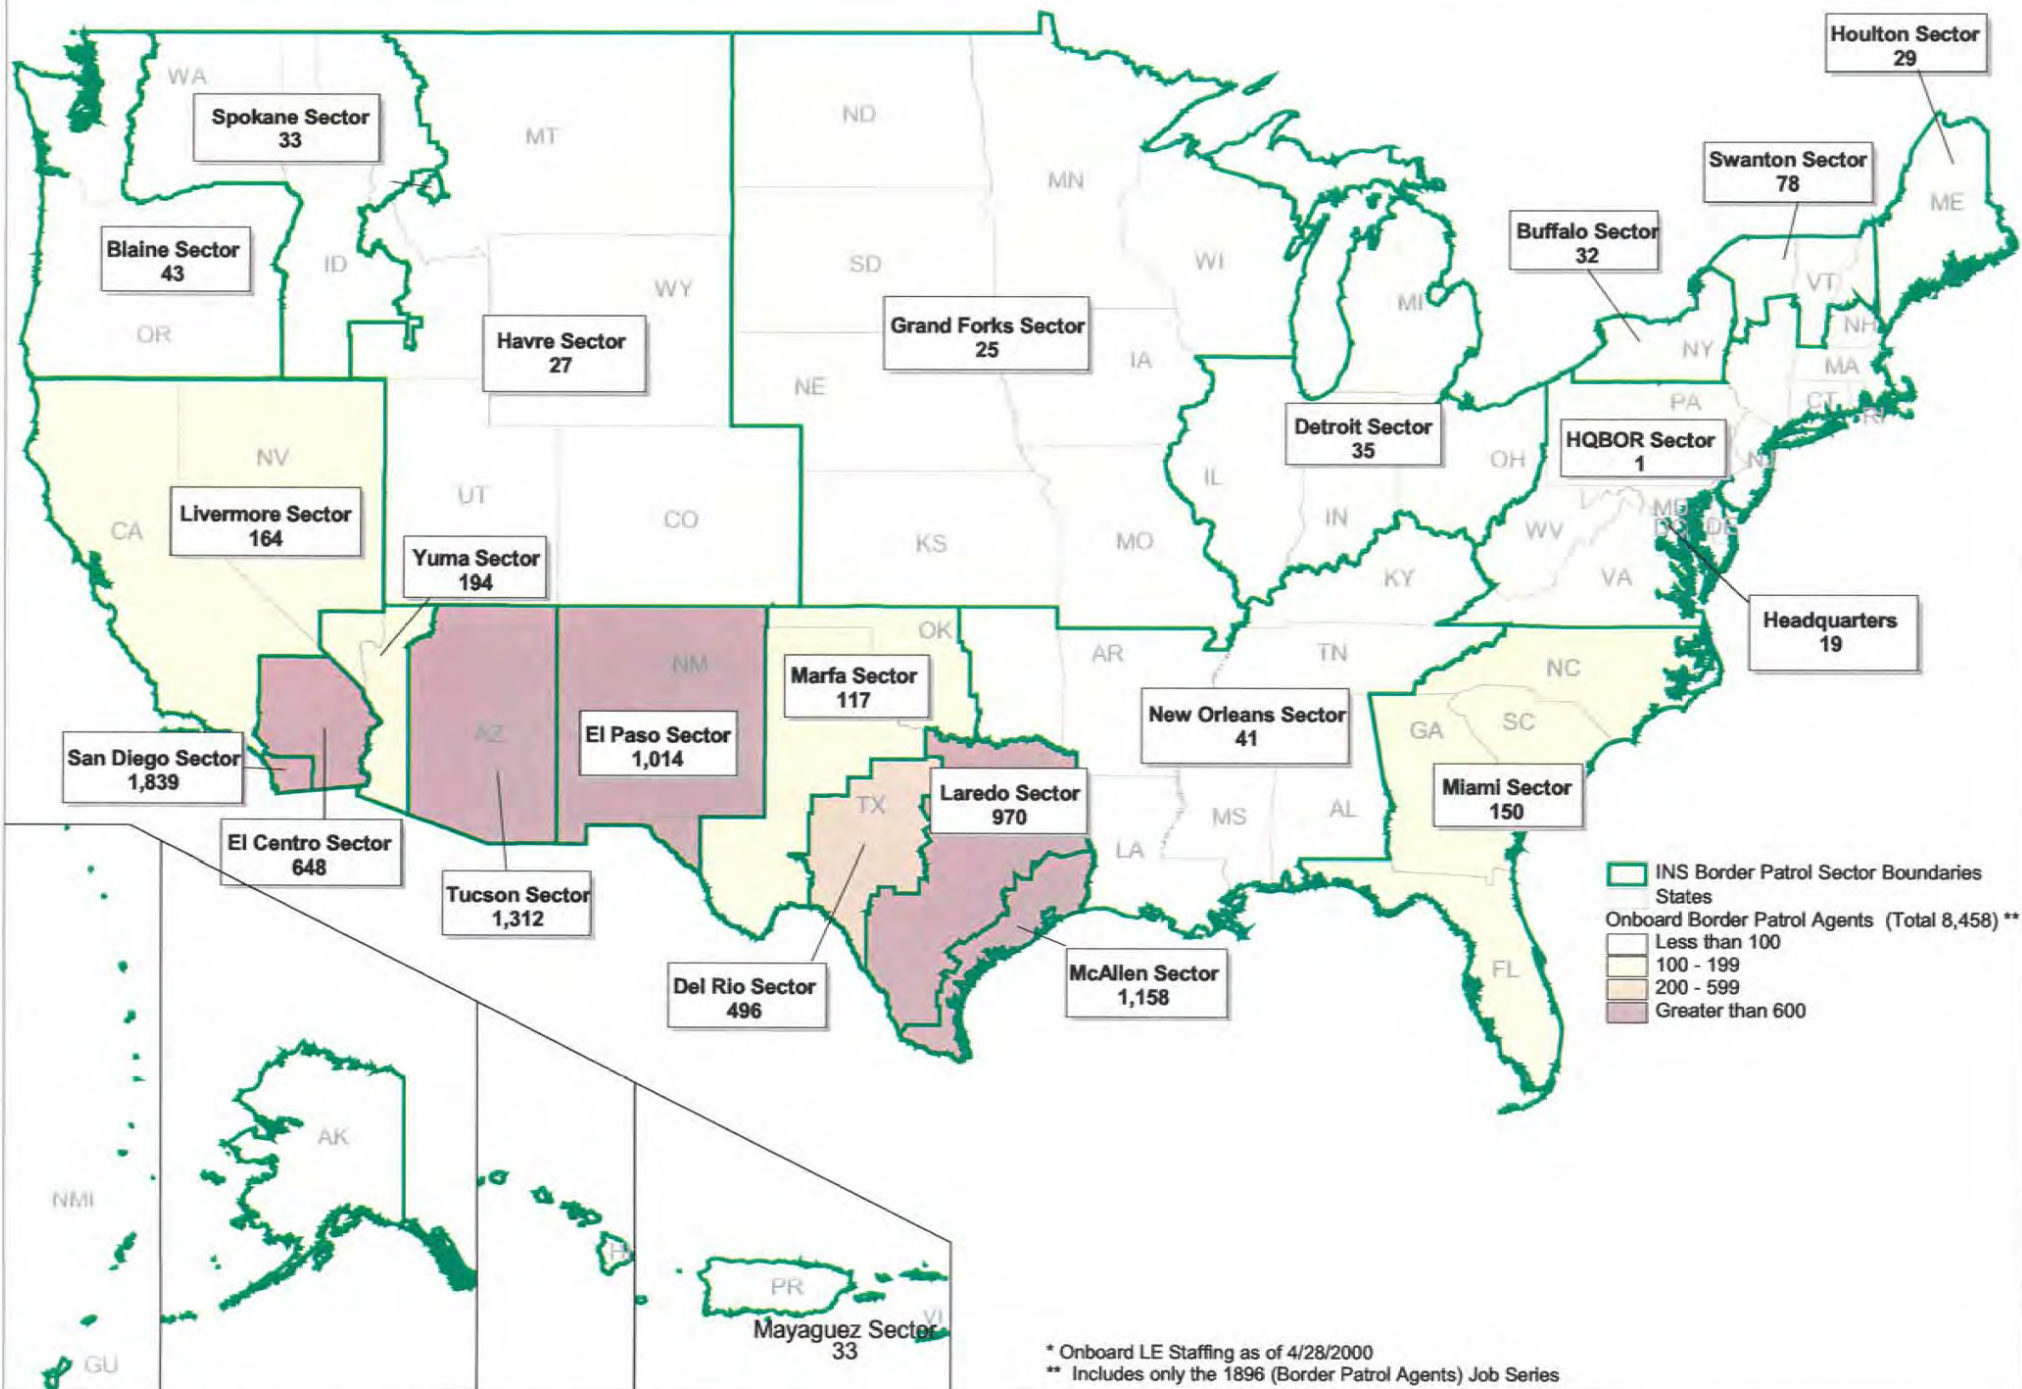 Houlton Sector
29
WA
Spokane Sector
33
MT
ND
MN
Swanton Sector
78
ME
Buffalo Sector
32
Blaine Sector
43
ID
SD
WI
MI
VT
WY
OR
Havre Sector
27
Grand Forks Sector
25
NH
NY
IA
MA
NE
PA
CT
RI
Detroit Sector
35
HQBOR Sector
1
NV
OH
NJ
IL
UT
Livermore Sector
164
CA
CO
IN
MD
DC
DE
WV
KS
MO
Yuma Sector
194
KY
VA
Headquarters
19
OK
AR
TN
NC
NM
Marfa Sector
117
New Orleans Sector
41
GA
SC
AZ
El Paso Sector
1,014
San Diego Sector
1,839
Laredo Sector
970
TX
Miami Sector
150
MS
AL
El Centro Sector
648
LA
Tucson Sector
1,312
INS Border Patrol Sector Boundaries
States
Onboard Border Patrol Agents (Total 8,458) **
Less than 100
100 - 199
200 - 599
Greater than 600
FL
Del Rio Sector
496
McAllen Sector
1,158
AK
NMI
HI
PR
VI
Mayaguez Sector
33
GU
* Onboard LE Staffing as of 4/28/2000
** Includes only the 1896 (Border Patrol Agents) Job Series